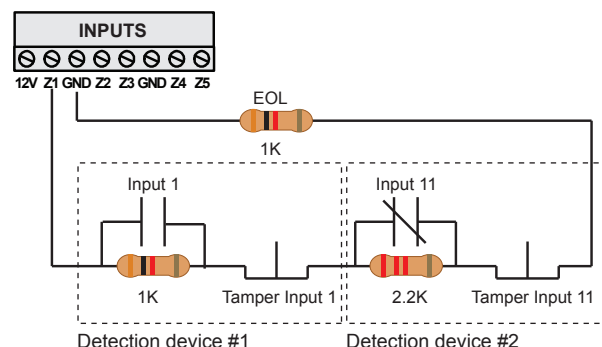 INPUTS
12V Z1 GND Z2 Z3 GND Z4 Z5
EOL
1K
Input 1
Input 11
1K
Tamper Input 1
2.2K
Tamper Input 11
Detection device #1
Detection device #2